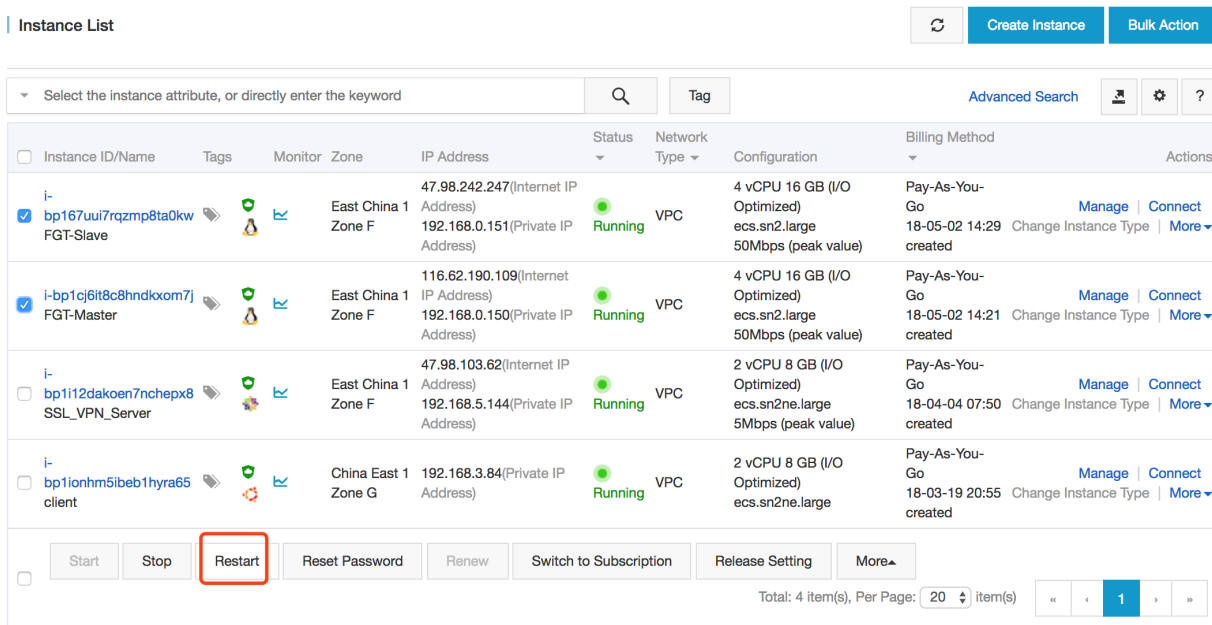 Instance List
Create Instance
Bulk Action
Select the instance attribute, or directly enter the keyword
Tag
Advanced Search
?
Instance ID/Name
Tags
Monitor
Zone
IP Address
Status
Network
Type
Configuration
Billing Method
Actions
i-
bp167uui7rqzmp8ta0kw
FGT-Slave
East China 1
Zone F
47.98.242.247(Internet IP
Address)
192.168.0.151(Private IP
Address)
Running
VPC
4 vCPU 16 GB (I/O
Optimized)
ecs.sn2.large
50Mbps (peak value)
Pay-As-You-
Go
18-05-02 14:29
created
Manage | Connect
Change Instance Type | More
i-bp1cj6it8c8hndkxom7j
FGT-Master
East China 1
Zone F
116.62.190.109(Internet
IP Address)
192.168.0.150(Private IP
Address)
Running
VPC
4 vCPU 16 GB (I/O
Optimized)
ecs.sn2.large
50Mbps (peak value)
Pay-As-You-
Go
18-05-02 14:21
created
Manage | Connect
Change Instance Type | More
i-
bp1i12dakoen7nchepx8
SSL_VPN_Server
East China 1
Zone F
47.98.103.62(Internet IP
Address)
192.168.5.144(Private IP
Address)
Running
VPC
2 vCPU 8 GB (I/O
Optimized)
ecs.sn2ne.large
5Mbps (peak value)
Pay-As-You-
Go
18-04-04 07:50
created
Manage | Connect
Change Instance Type | More
i-
bp1ionhm5ibeb1hyra65
client
China East 1
Zone G
192.168.3.84(Private IP
Address)
Running
VPC
2 vCPU 8 GB (I/O
Optimized)
ecs.sn2ne.large
Pay-As-You-
Go
18-03-19 20:55
created
Manage | Connect
Change Instance Type | More
Start
Stop
Restart
Reset Password
Renew
Switch to Subscription
Release Setting
More
Total: 4 item(s), Per Page: 20 item(s)
« ‹ 1 › »